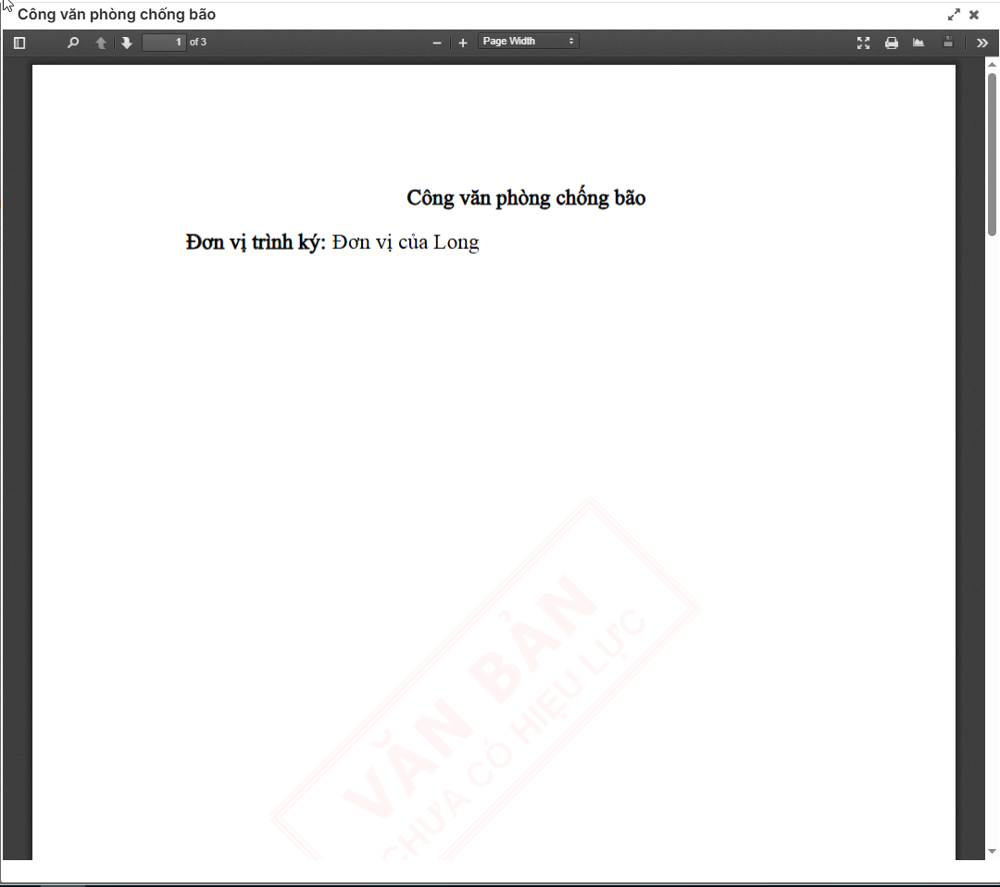 Công văn phòng chống bão
1 of 3
Page Width
Công văn phòng chống bão
Đơn vị trình ký: Đơn vị của Long
VĂN BẢN
CHƯA CÓ HIỆU LỰC